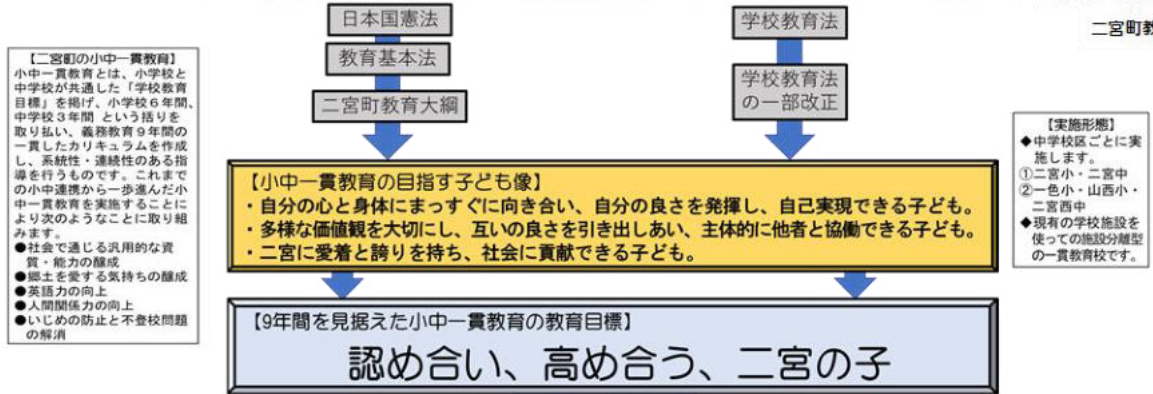 日本国憲法
教育基本法
二宮町教育大綱
学校教育法
学校教育法
の一部改正
二宮町教
【二宮町の小中一貫教育】
小中一貫教育とは、小学校と
中学校が共通した「学校教育
目標」を掲げ、小学校６年間、
中学校３年間 という括りを
取り払い、義務教育９年間の
一貫したカリキュラムを作成
し、系統性・連続性のある指
導を行うものです。これまで
の小中連携から一歩進んだ小
中一貫教育を実施することに
より次のようなことに取り組
みます。
●社会で通じる汎用的な資
質・能力の醸成
●郷土を愛する気持ちの醸成
●英語力の向上
●人間関係力の向上
●いじめの防止と不登校問題
の解消
【小中一貫教育の目指す子ども像】
・自分の心と身体にまっすぐに向き合い、自分の良さを発揮し、自己実現できる子ども。
・多様な価値観を大切にし、互いの良さを引き出しあい、主体的に他者と協働できる子ども。
・二宮に愛着と誇りを持ち、社会に貢献できる子ども。
【実施形態】
◆中学校区ごとに実
施します。
①二宮小・二宮中
②一色小・山西小・
二宮西中
◆現有の学校施設を
使っての施設分離型
の一貫教育校です。
【9年間を見据えた小中一貫教育の教育目標】
認め合い、高め合う、二宮の子